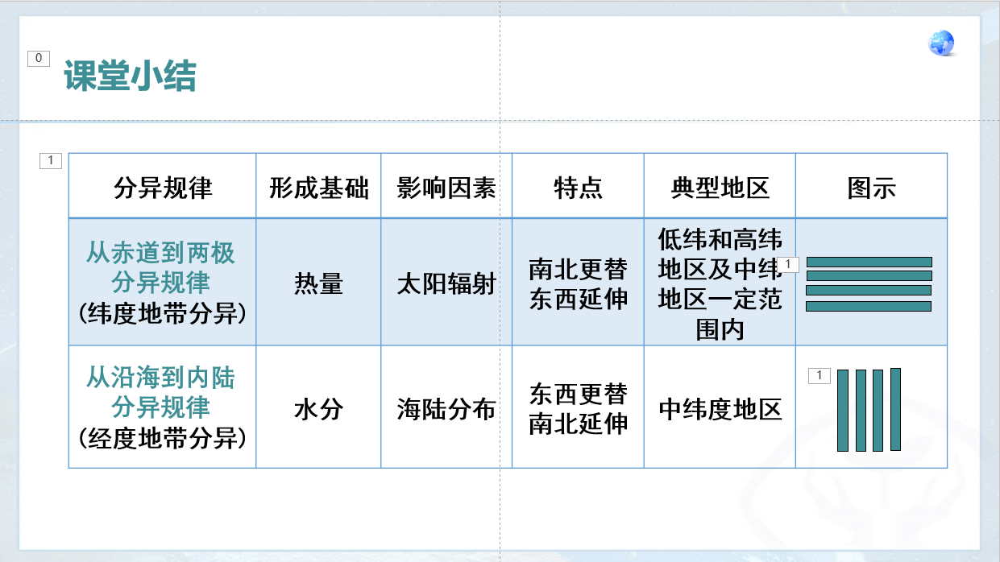 0
课堂小结
1
分异规律 形成基础 影响因素 特点 典型地区 图示
从赤道到两极
分异规律
(纬度地带分异)
热量
太阳辐射
南北更替
东西延伸
低纬和高纬
地区及中纬
地区一定范
围内
1
从沿海到内陆
分异规律
(经度地带分异)
水分
海陆分布
东西更替
南北延伸
中纬度地区
1